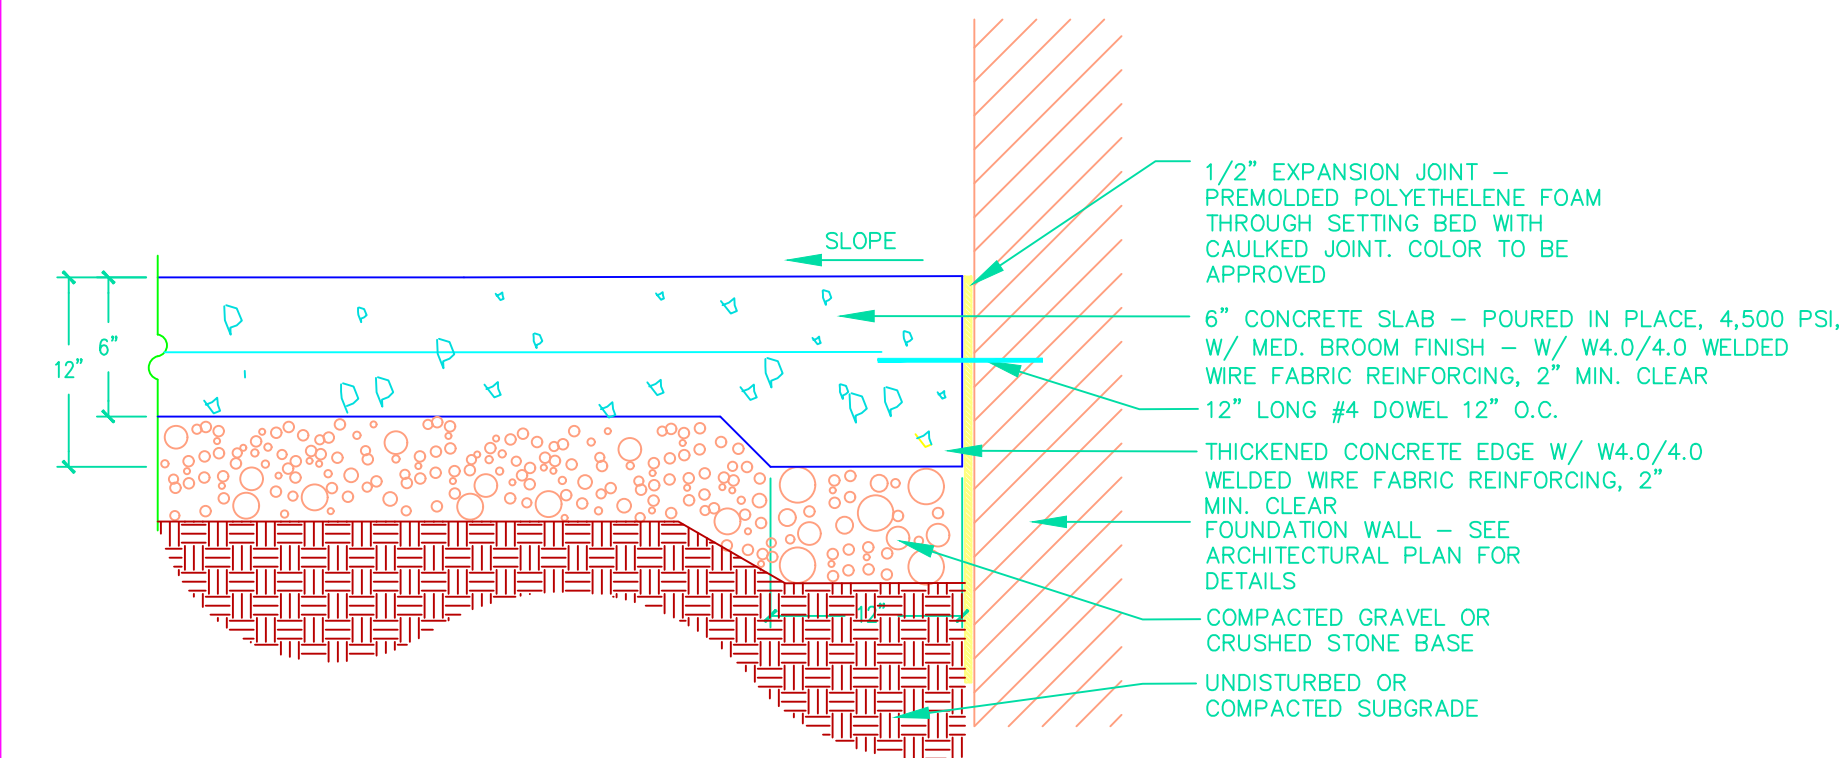 1/2” EXPANSION JOINT –
PREMOLDED POLYETHELENE FOAM
THROUGH SETTING BED WITH
CAULKED JOINT. COLOR TO BE
APPROVED
SLOPE
6” CONCRETE SLAB – POURED IN PLACE, 4,500 PSI,
W/ MED. BROOM FINISH – W/ W4.0/4.0 WELDED
WIRE FABRIC REINFORCING, 2” MIN. CLEAR
6”
12”
12” LONG #4 DOWEL 12” O.C.
THICKENED CONCRETE EDGE W/ W4.0/4.0
WELDED WIRE FABRIC REINFORCING, 2”
MIN. CLEAR
FOUNDATION WALL – SEE
ARCHITECTURAL PLAN FOR
DETAILS
12”
COMPACTED GRAVEL OR
CRUSHED STONE BASE
UNDISTURBED OR
COMPACTED SUBGRADE